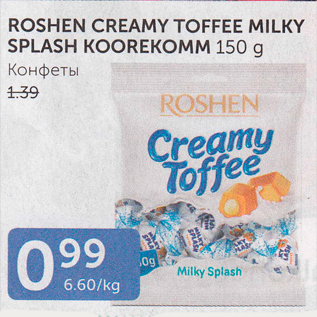 ROSHEN CREAMY TOFFEE MILKY
SPLASH KOOREKOMM 150 g
Конфеты
1.39
ROSHEN
Creamy
Toffee
Milky Splash
0g
0.99
6.60/kg